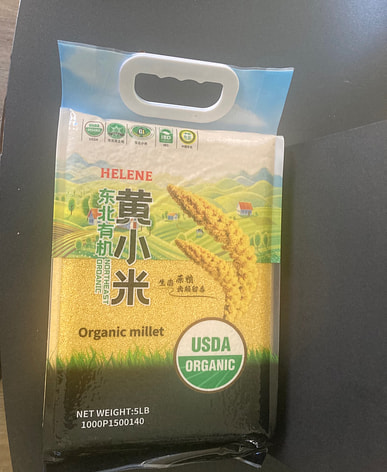 HELENE
黄小米
东北有机
NORTHEAST
ORGANIC
Organic millet
USDA
ORGANIC
NET WEIGHT:5LB
1000P1500140